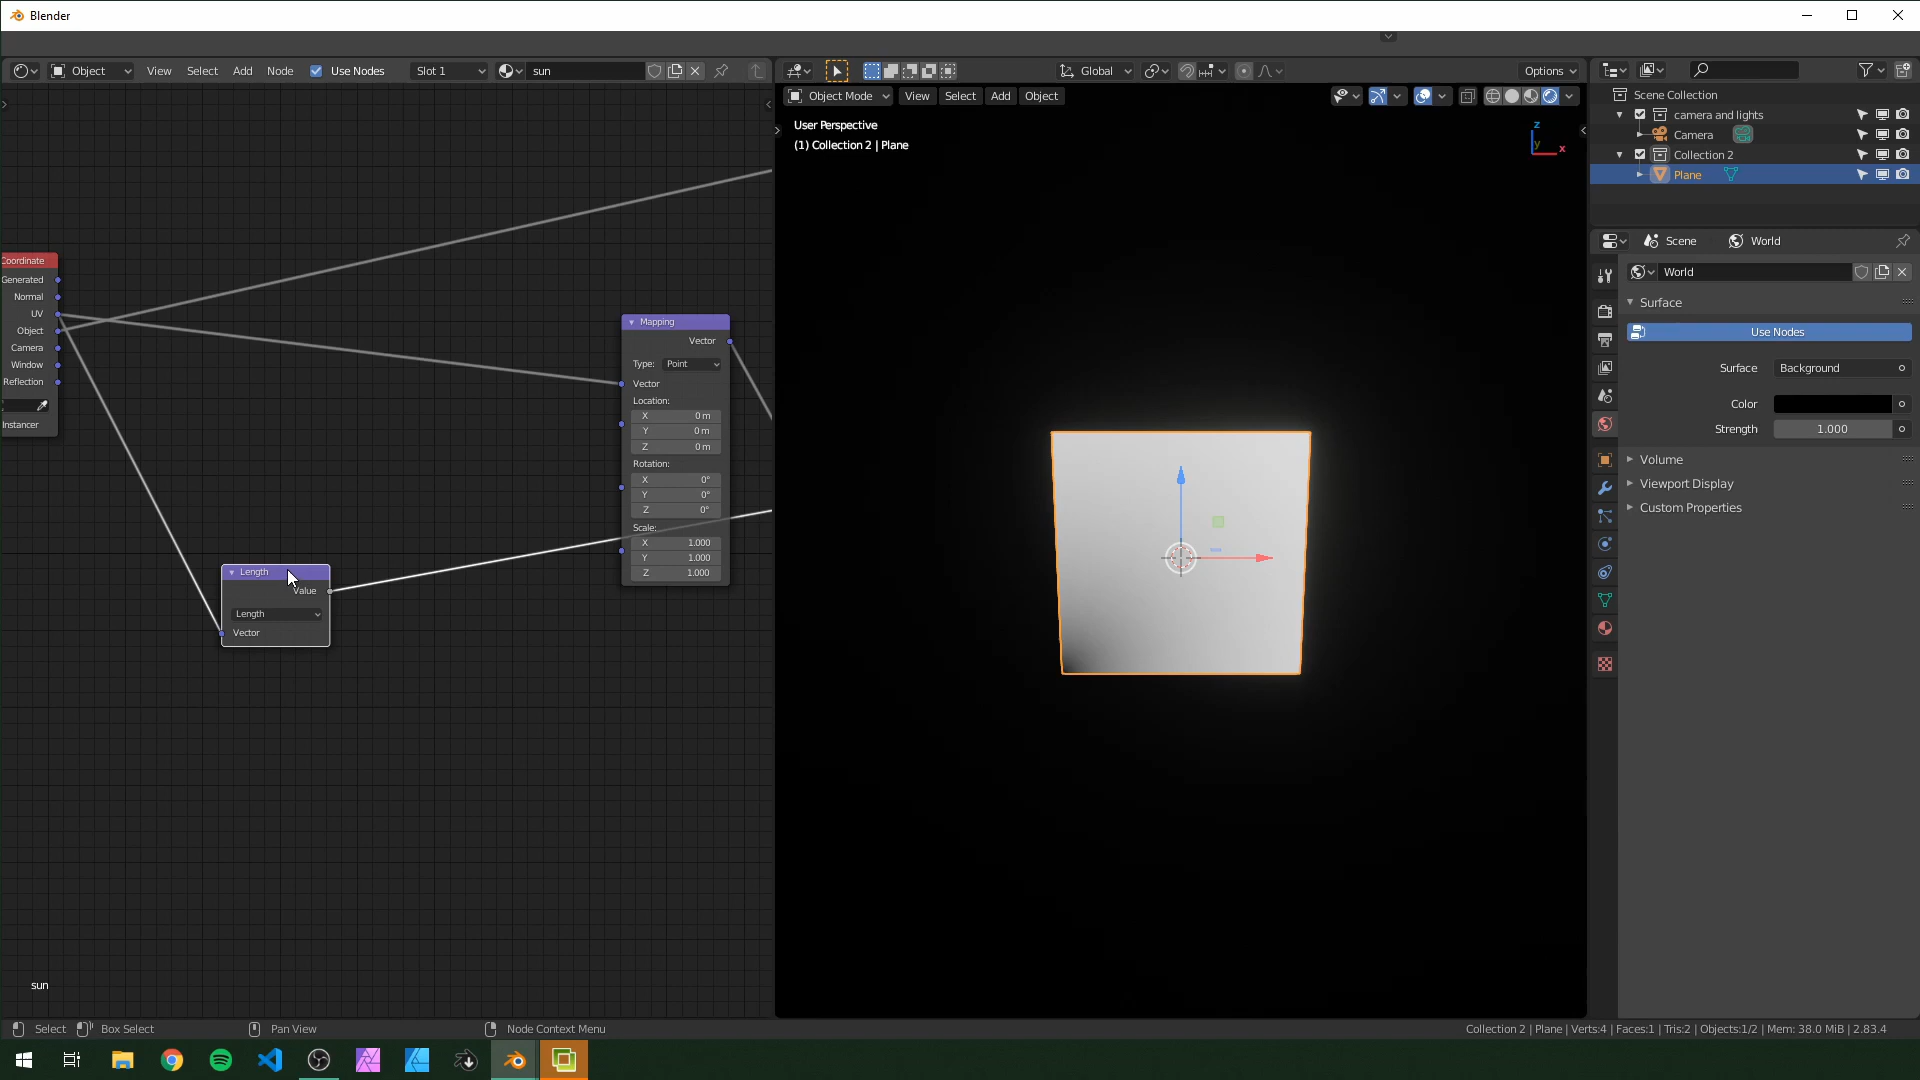 Blender
Object
View
Select
Add
Node
Use Nodes
Slot 1
sun
Global
Options
Object Mode
View
Select
Add
Object
User Perspective
(1) Collection 2 | Plane
z
y
x
Coordinate
Generated
Normal
UV
Object
Camera
Window
Reflection
Instancer
Mapping
Vector
Type:
Point
Vector
Location:
X 0 m
Y 0 m
Z 0 m
Rotation:
X 0°
Y 0°
Z 0°
Scale:
X 1.000
Y 1.000
Z 1.000
Length
Value
Length
Vector
sun
Scene Collection
camera and lights
Camera
Collection 2
Plane
Scene
World
World
Surface
Use Nodes
Surface Background
Color
Strength 1.000
Volume
Viewport Display
Custom Properties
Select
Box Select
Pan View
Node Context Menu
Collection 2 | Plane | Verts:4 | Faces:1 | Tris:2 | Objects:1/2 | Mem: 38.0 MiB | 2.83.4